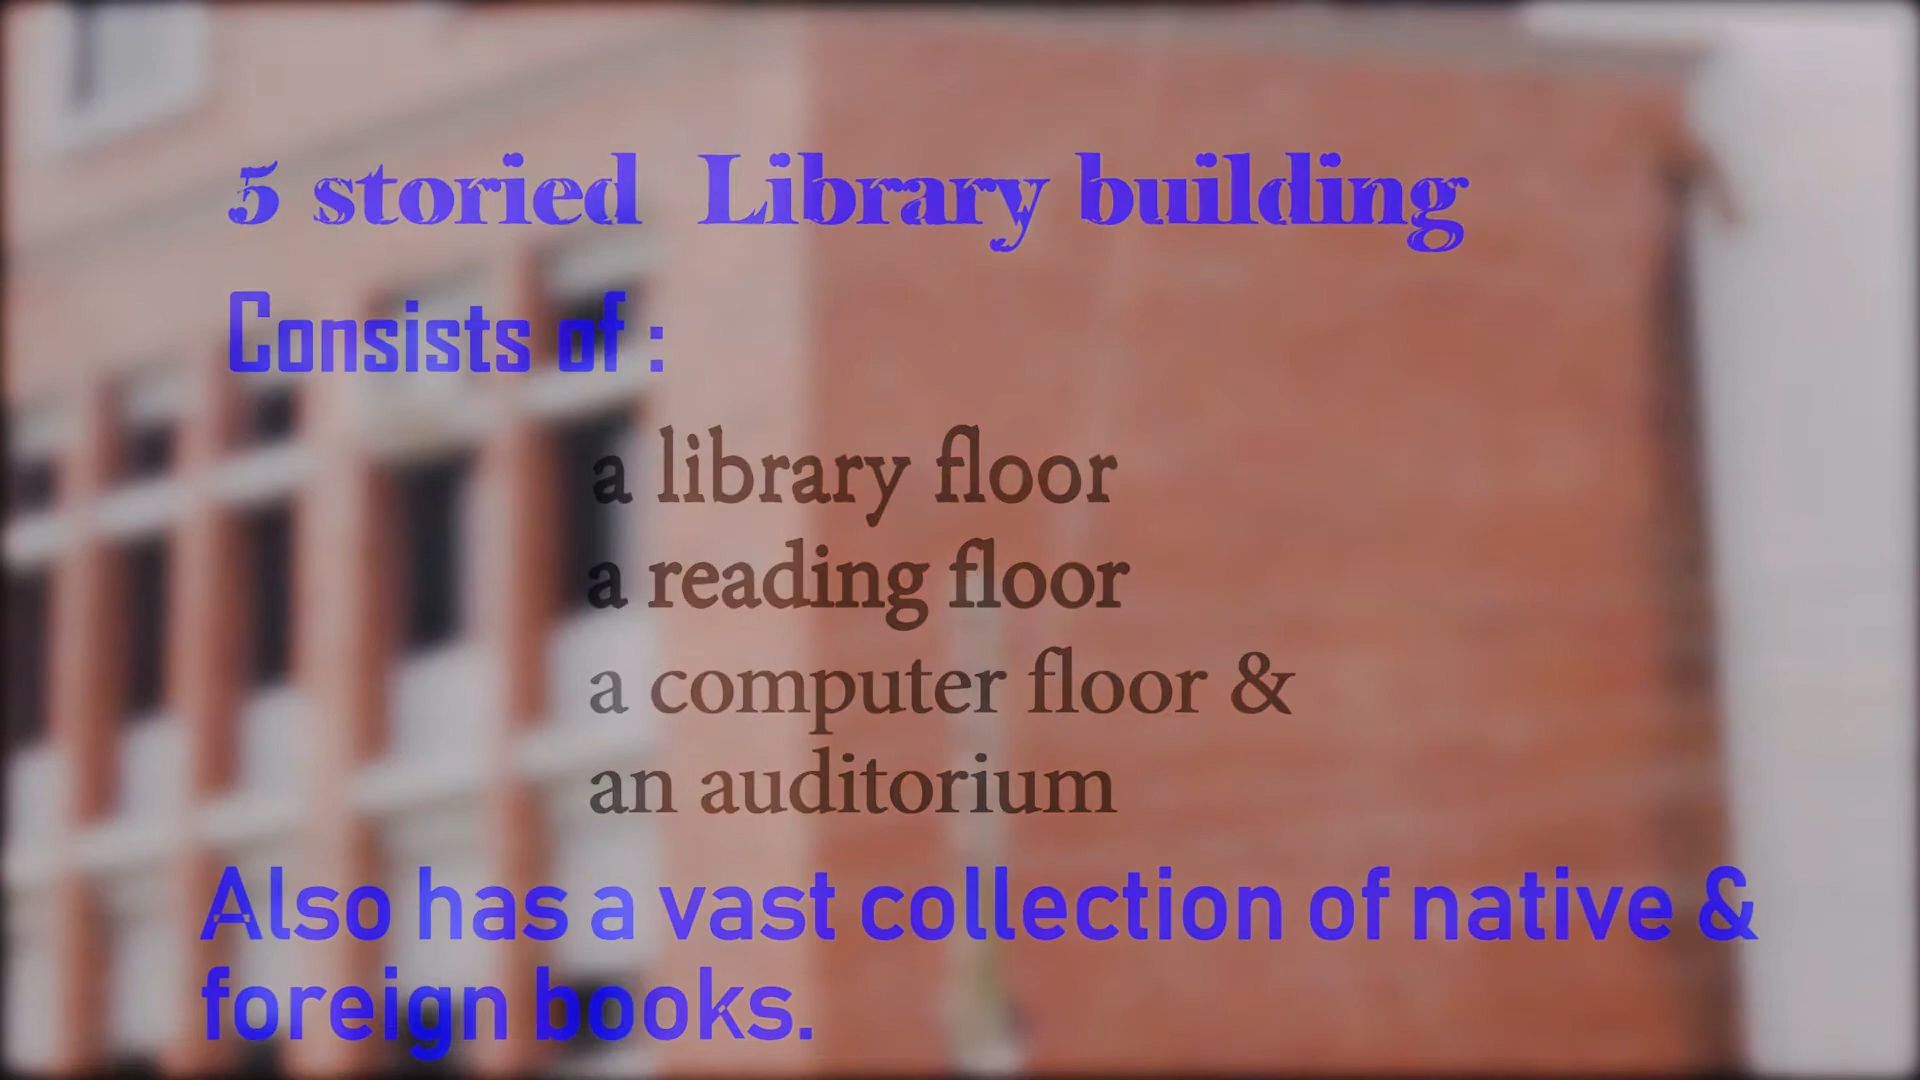 5 storied Library building
Consists of :
a library floor
a reading floor
a computer floor &
an auditorium
Also has a vast collection of native &
foreign books.